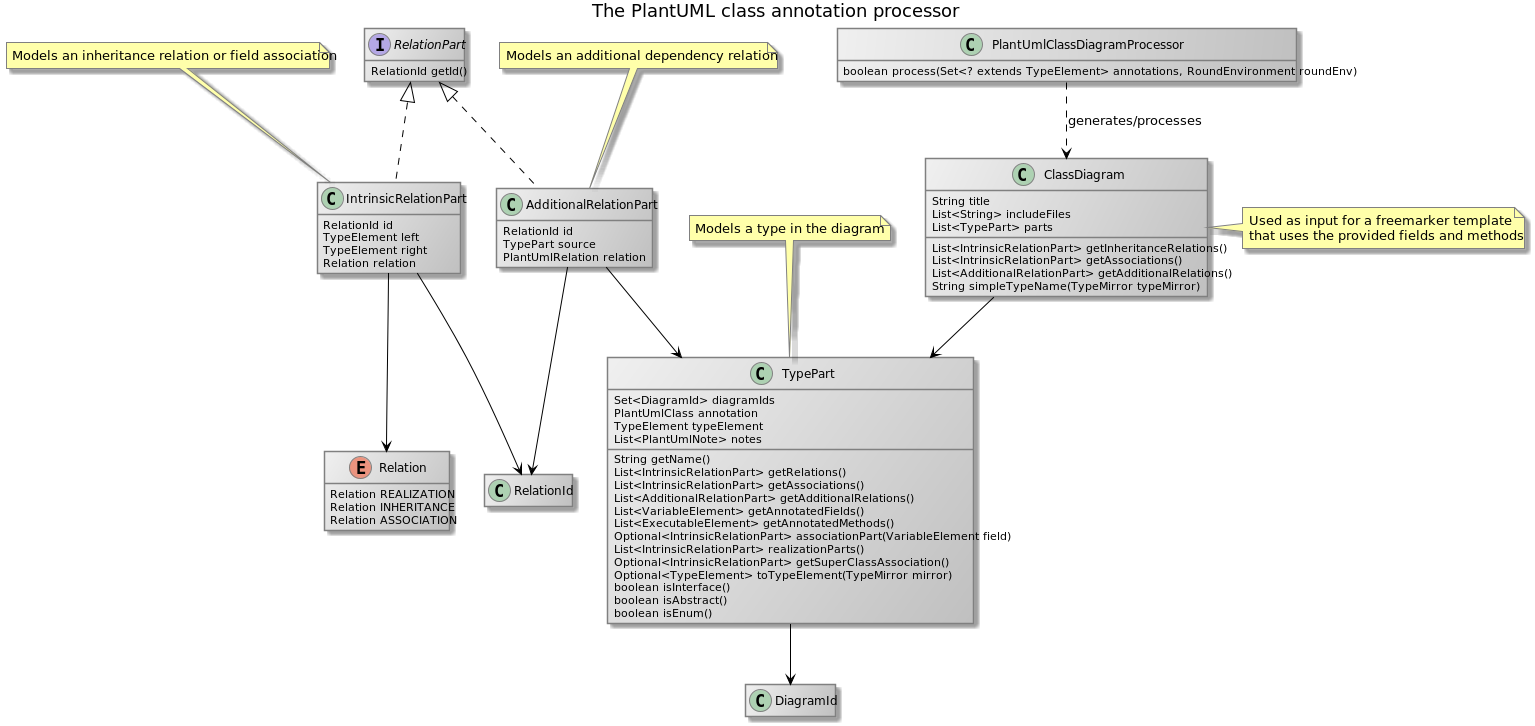 The PlantUML class annotation processor
Models an inheritance relation or field association
I RelationPart
RelationId getId()
Models an additional dependency relation
C PlantUmlClassDiagramProcessor
boolean process(Set<? extends TypeElement> annotations, RoundEnvironment roundEnv)
generates/processes
C IntrinsicRelationPart
RelationId id
TypeElement left
TypeElement right
Relation relation
C AdditionalRelationPart
RelationId id
TypePart source
PlantUmlRelation relation
Models a type in the diagram
C ClassDiagram
String title
List<String> includeFiles
List<TypePart> parts
List<IntrinsicRelationPart> getInheritanceRelations()
List<IntrinsicRelationPart> getAssociations()
List<AdditionalRelationPart> getAdditionalRelations()
String simpleTypeName(TypeMirror typeMirror)
Used as input for a freemarker template
that uses the provided fields and methods
C TypePart
Set<DiagramId> diagramIds
PlantUmlClass annotation
TypeElement typeElement
List<PlantUmlNote> notes
String getName()
List<IntrinsicRelationPart> getRelations()
List<IntrinsicRelationPart> getAssociations()
List<AdditionalRelationPart> getAdditionalRelations()
List<VariableElement> getAnnotatedFields()
List<ExecutableElement> getAnnotatedMethods()
Optional<IntrinsicRelationPart> associationPart(VariableElement field)
List<IntrinsicRelationPart> realizationParts()
Optional<IntrinsicRelationPart> getSuperClassAssociation()
Optional<TypeElement> toTypeElement(TypeMirror mirror)
boolean isInterface()
boolean isAbstract()
boolean isEnum()
E Relation
Relation REALIZATION
Relation INHERITANCE
Relation ASSOCIATION
C RelationId
C DiagramId